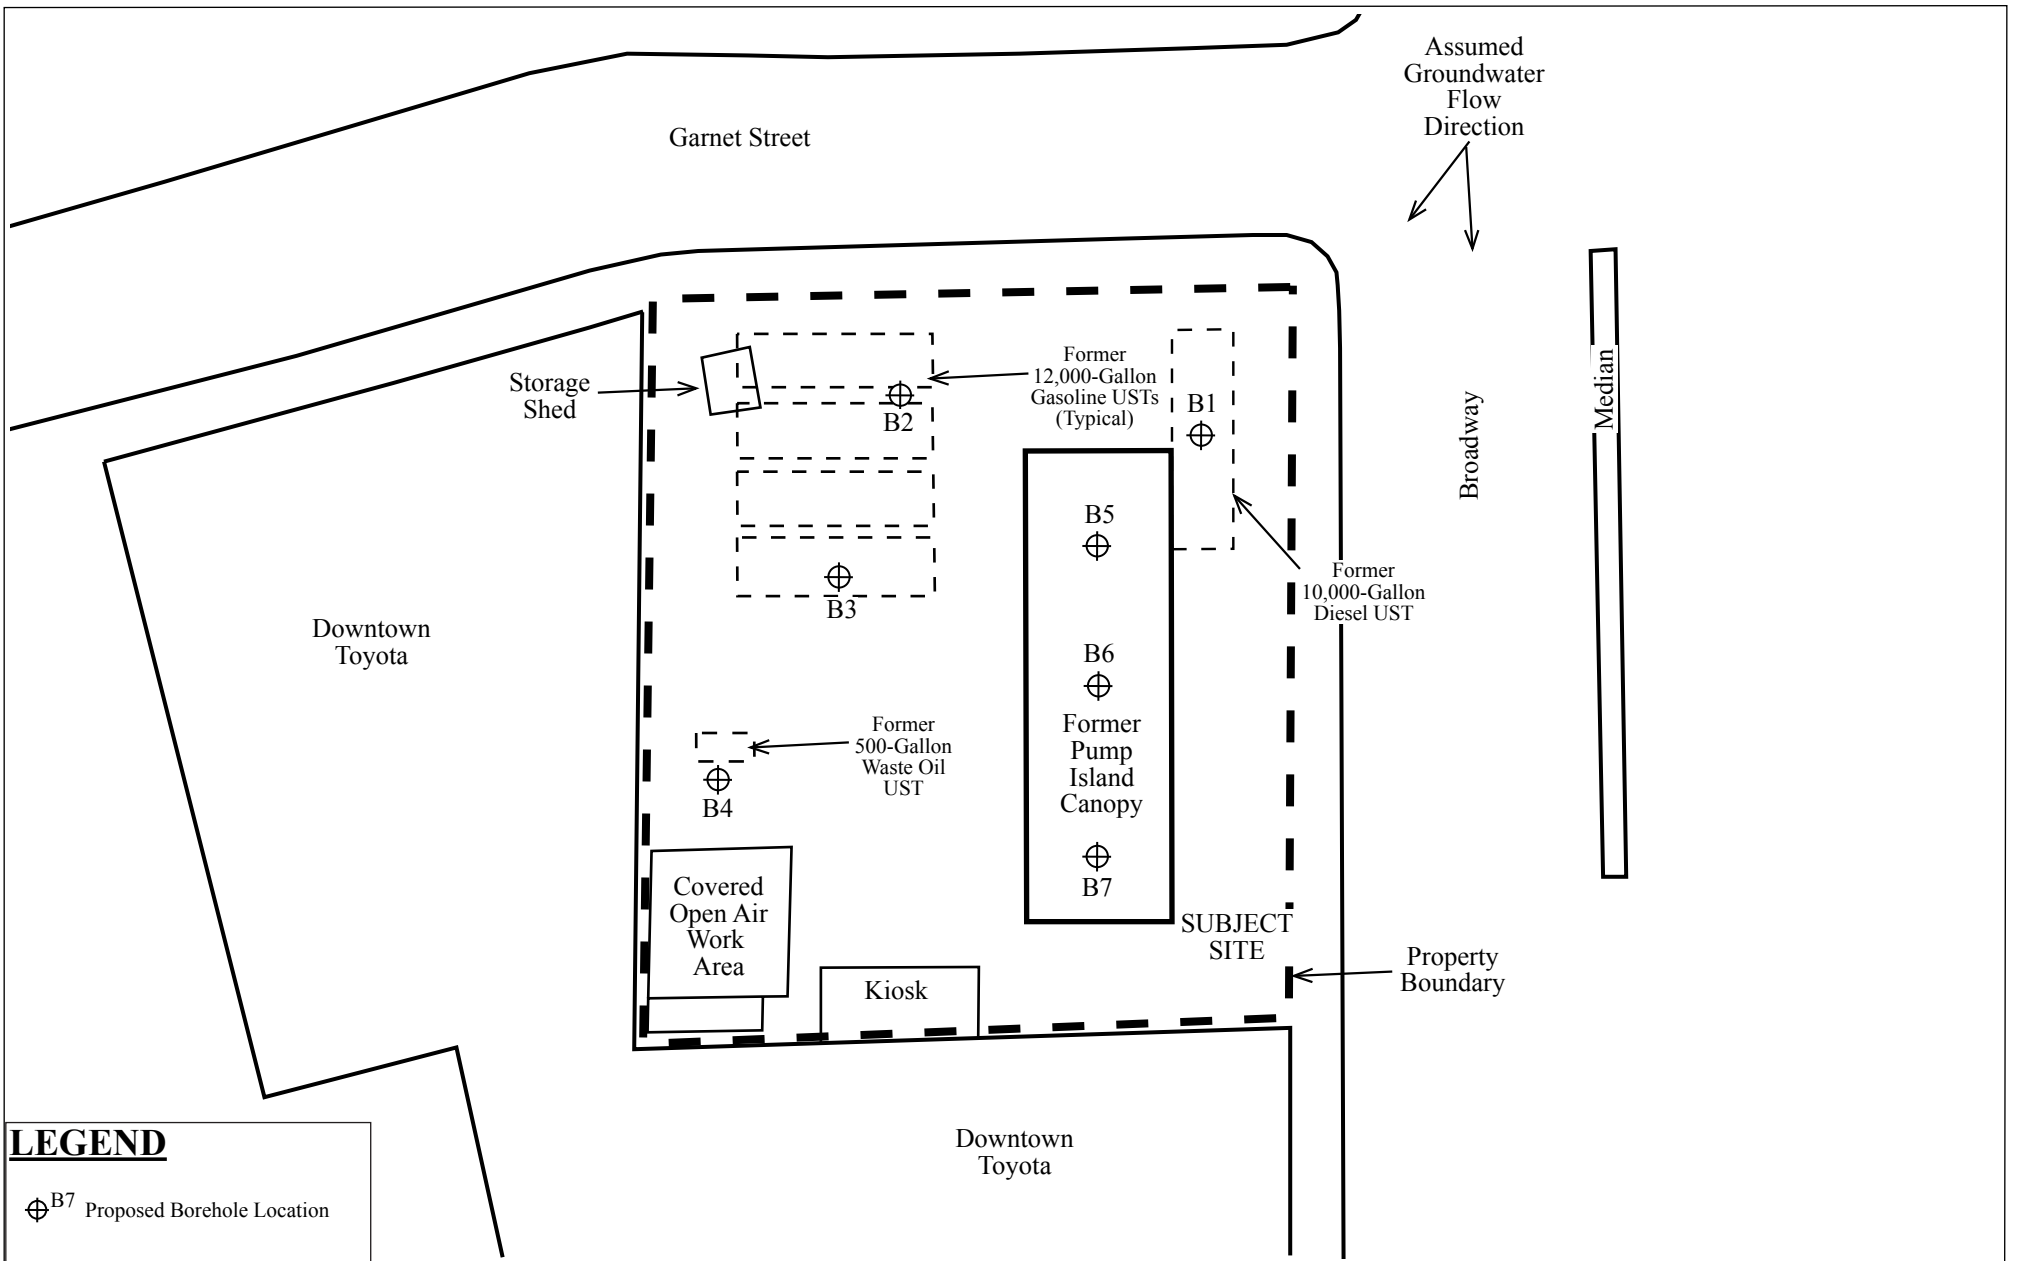 Assumed
Groundwater
Flow
Direction
Garnet Street
Storage
Shed
Former
12,000-Gallon
Gasoline USTs
(Typical)
B1
B2
Median
Broadway
B5
Former
10,000-Gallon
Diesel UST
B3
Downtown
Toyota
B6
Former
500-Gallon
Waste Oil
UST
Former
Pump
Island
Canopy
B4
B7
Covered
Open Air
Work
Area
SUBJECT
SITE
Property
Boundary
Kiosk
Downtown
Toyota
LEGEND
B7 Proposed Borehole Location